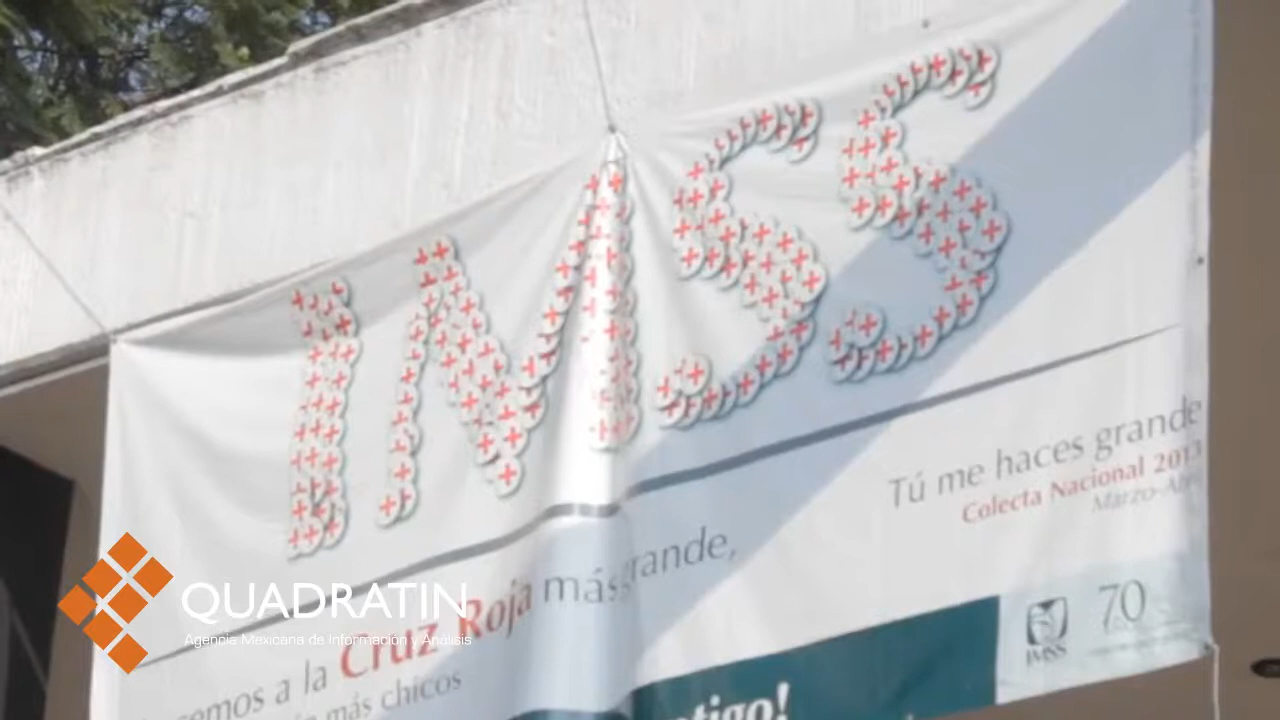 IMSS
Tú me haces grande
Colecta Nacional 2013
más grande,
a la Cruz Roja
más chicos
QUADRATIN
Agencia Mexicana de Información y Análisis
IMSS
70